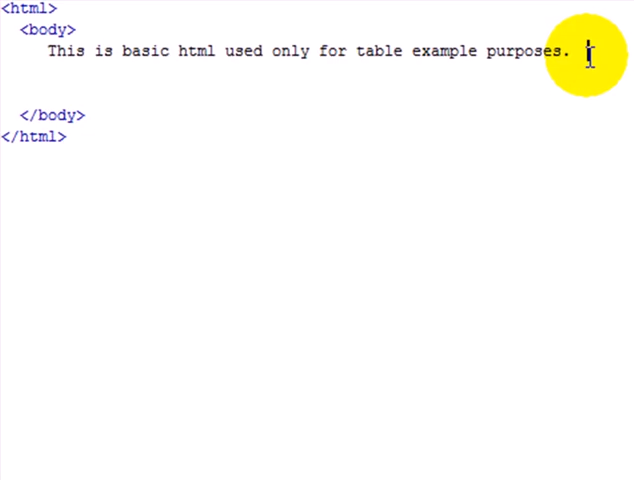 <html>
<body>
This is basic html used only for table example purposes.
</body>
</html>